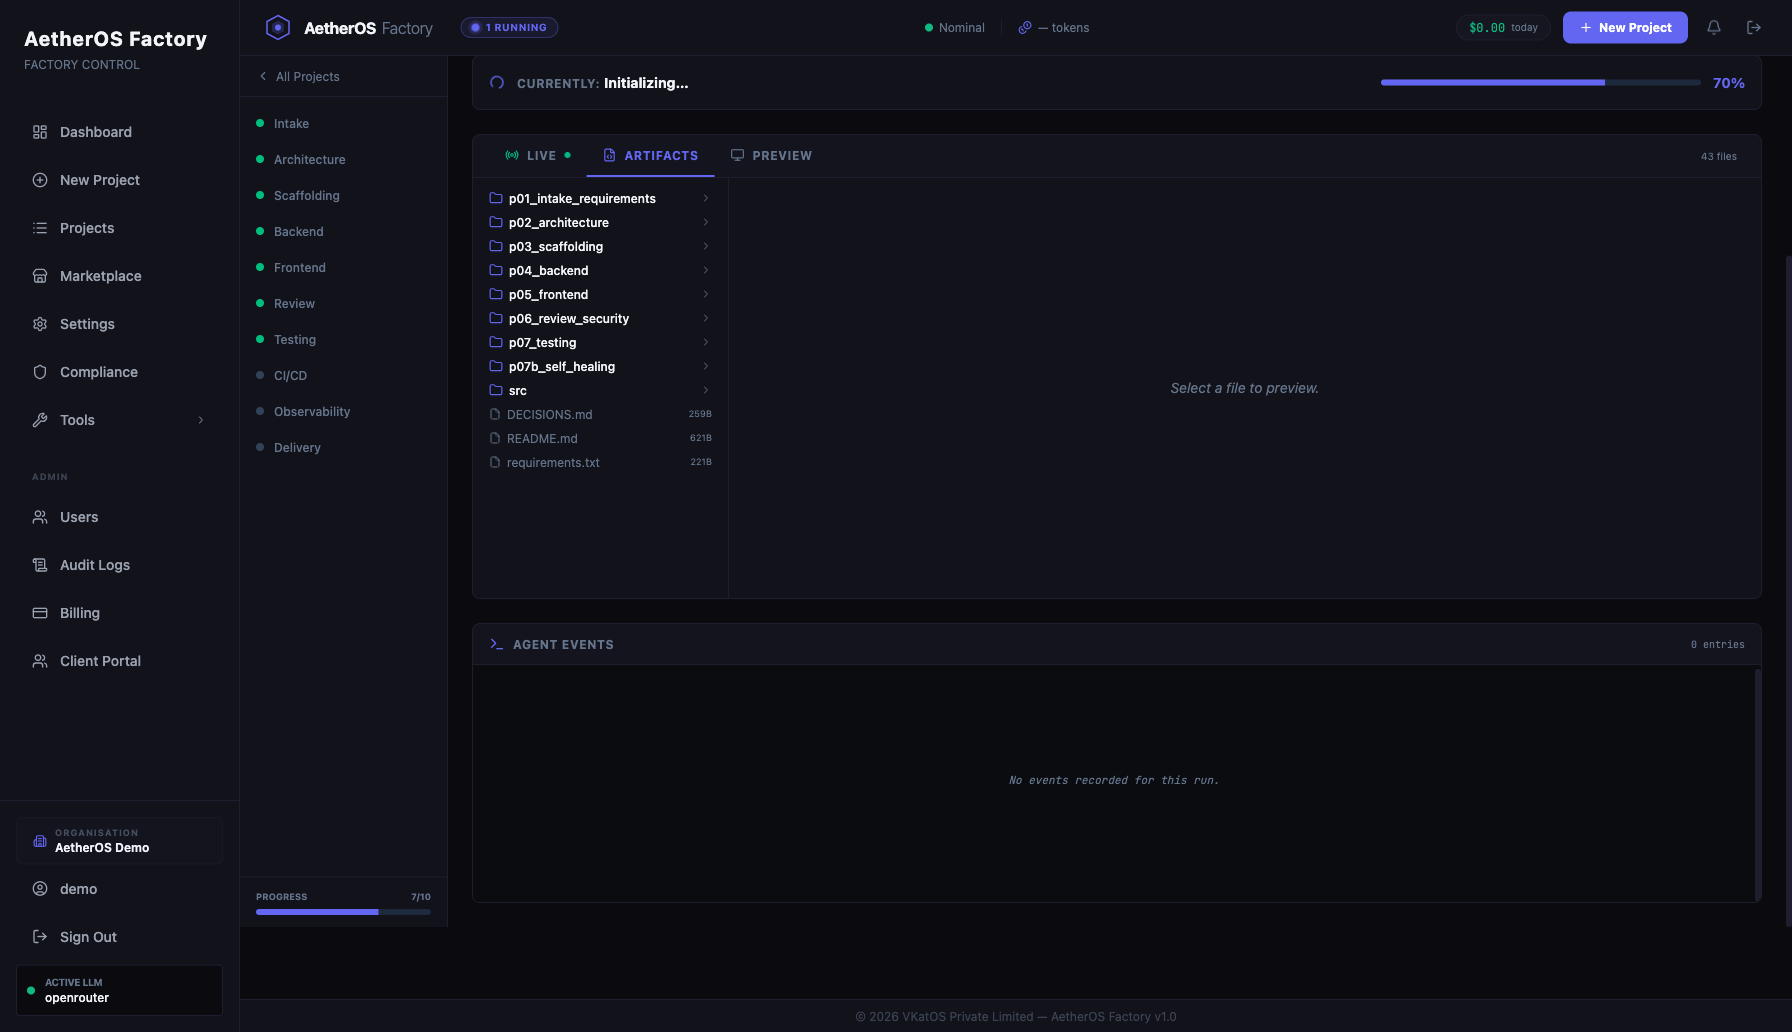 AetherOS Factory
FACTORY CONTROL
Dashboard
New Project
Projects
Marketplace
Settings
Compliance
Tools
ADMIN
Users
Audit Logs
Billing
Client Portal
ORGANISATION
AetherOS Demo
demo
Sign Out
ACTIVE LLM
openrouter
AetherOS Factory
1 RUNNING
Nominal
— tokens
$0.00 today
New Project
All Projects
Intake
Architecture
Scaffolding
Backend
Frontend
Review
Testing
CI/CD
Observability
Delivery
PROGRESS 7/10
CURRENTLY: Initializing... 70%
LIVE
ARTIFACTS
PREVIEW
43 files
p01_intake_requirements
p02_architecture
p03_scaffolding
p04_backend
p05_frontend
p06_review_security
p07_testing
p07b_self_healing
src
DECISIONS.md 259B
README.md 621B
requirements.txt 221B
Select a file to preview.
AGENT EVENTS 0 entries
No events recorded for this run.
© 2026 VKatOS Private Limited — AetherOS Factory v1.0